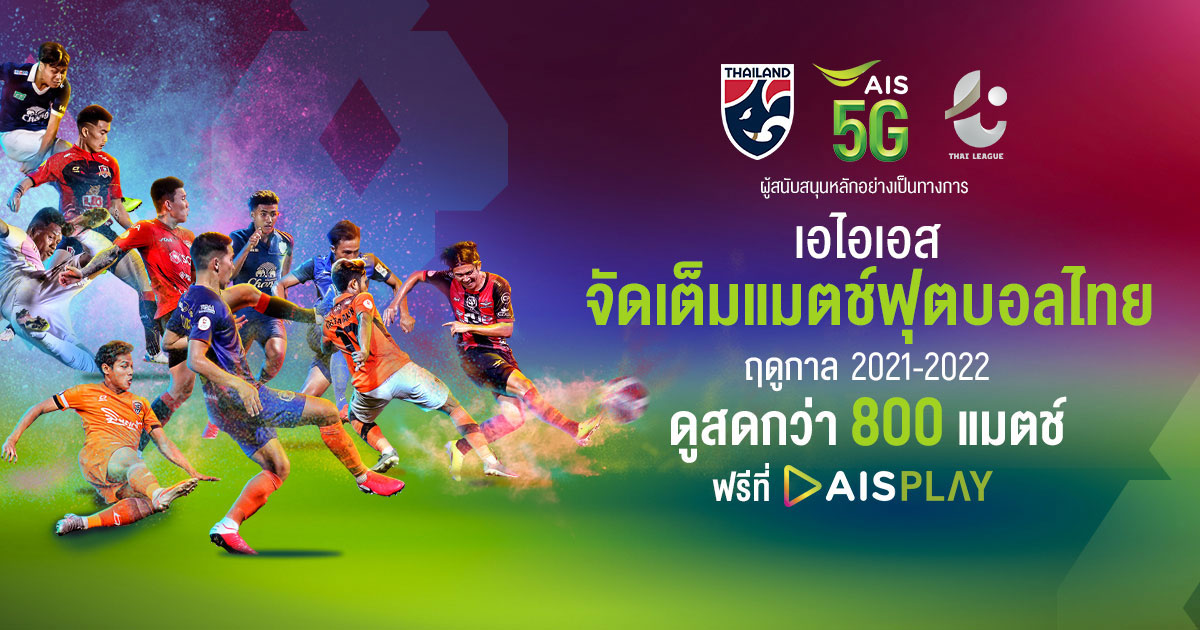 THAILAND
AIS
5G
THAI LEAGUE
ผู้สนับสนุนหลักอย่างเป็นทางการ
เอไอเอส
จัดเต็มแมตช์ฟุตบอลไทย
ฤดูกาล 2021-2022
ดูสดกว่า 800 แมตช์
ฟรีที่ AISPLAY